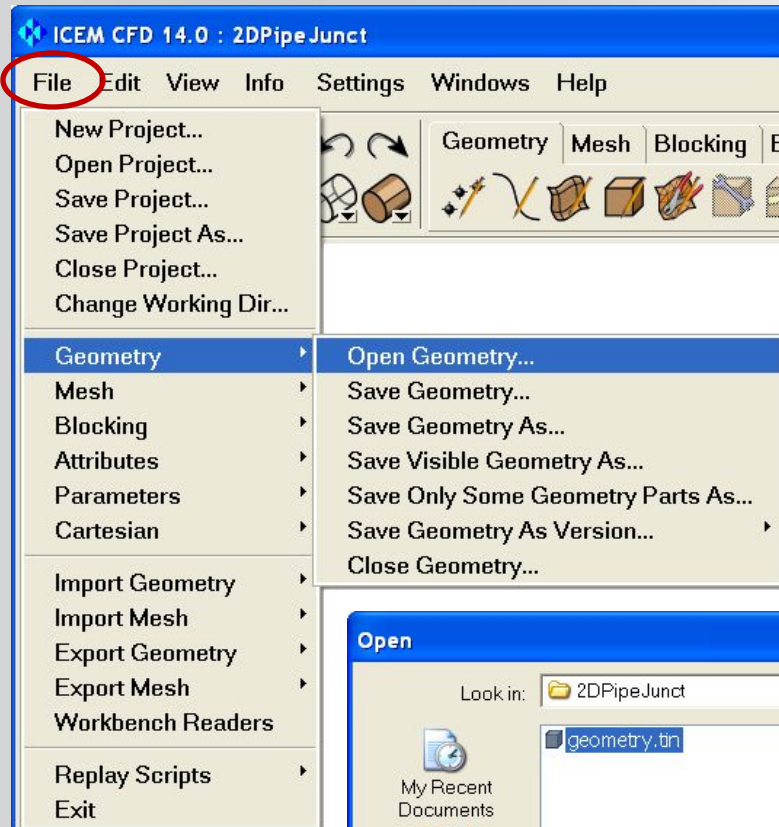 ICEM CFD 14.0 : 2DPipeJunct
File Edit View Info Settings Windows Help
Geometry Mesh Blocking
New Project...
Open Project...
Save Project...
Save Project As...
Close Project...
Change Working Dir...
Geometry
Mesh
Blocking
Attributes
Parameters
Cartesian
Import Geometry
Import Mesh
Export Geometry
Export Mesh
Workbench Readers
Replay Scripts
Exit
Open Geometry...
Save Geometry...
Save Geometry As...
Save Visible Geometry As...
Save Only Some Geometry Parts As...
Save Geometry As Version...
Close Geometry...
Open
Look in: 2DPipeJunct
geometry.tin
My Recent
Documents